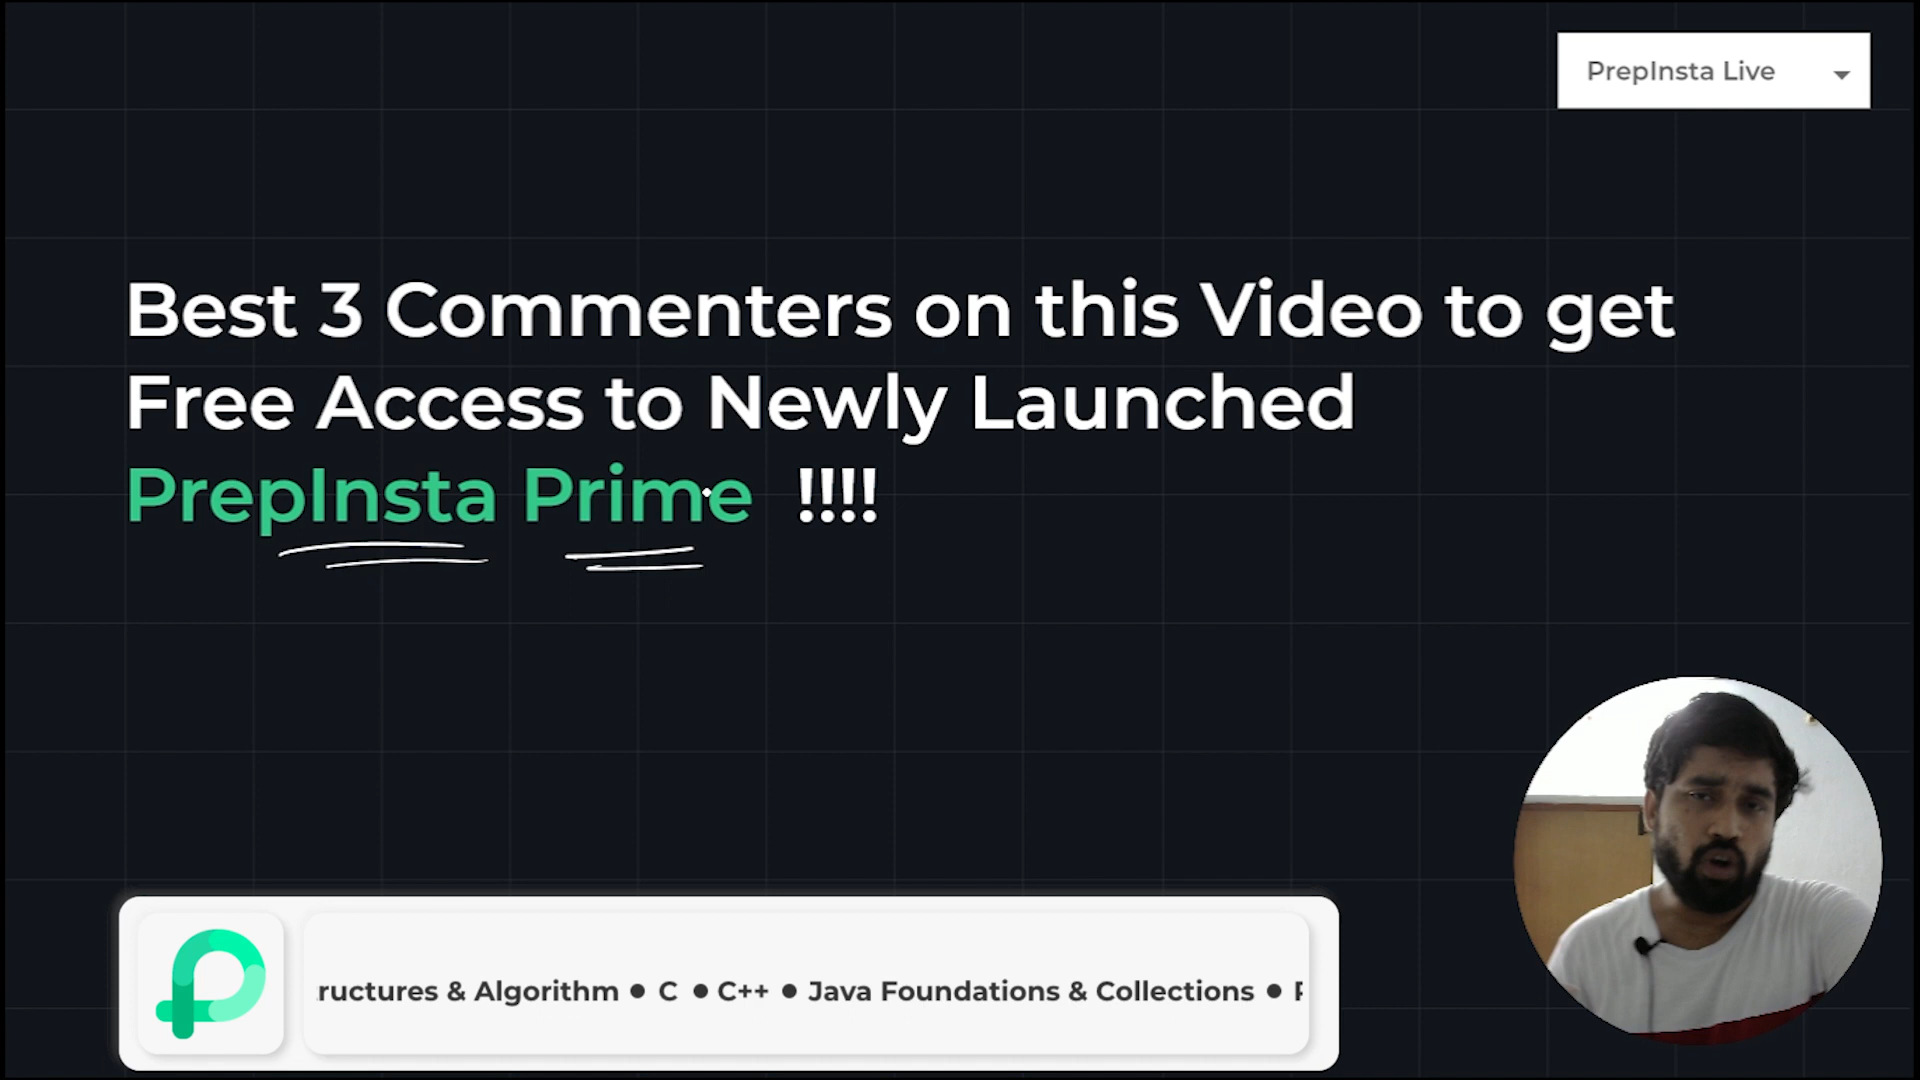 PrepInsta Live
Best 3 Commenters on this Video to get
Free Access to Newly Launched
PrepInsta Prime !!!!
ructures & Algorithm ● C ● C++ ● Java Foundations & Collections ●